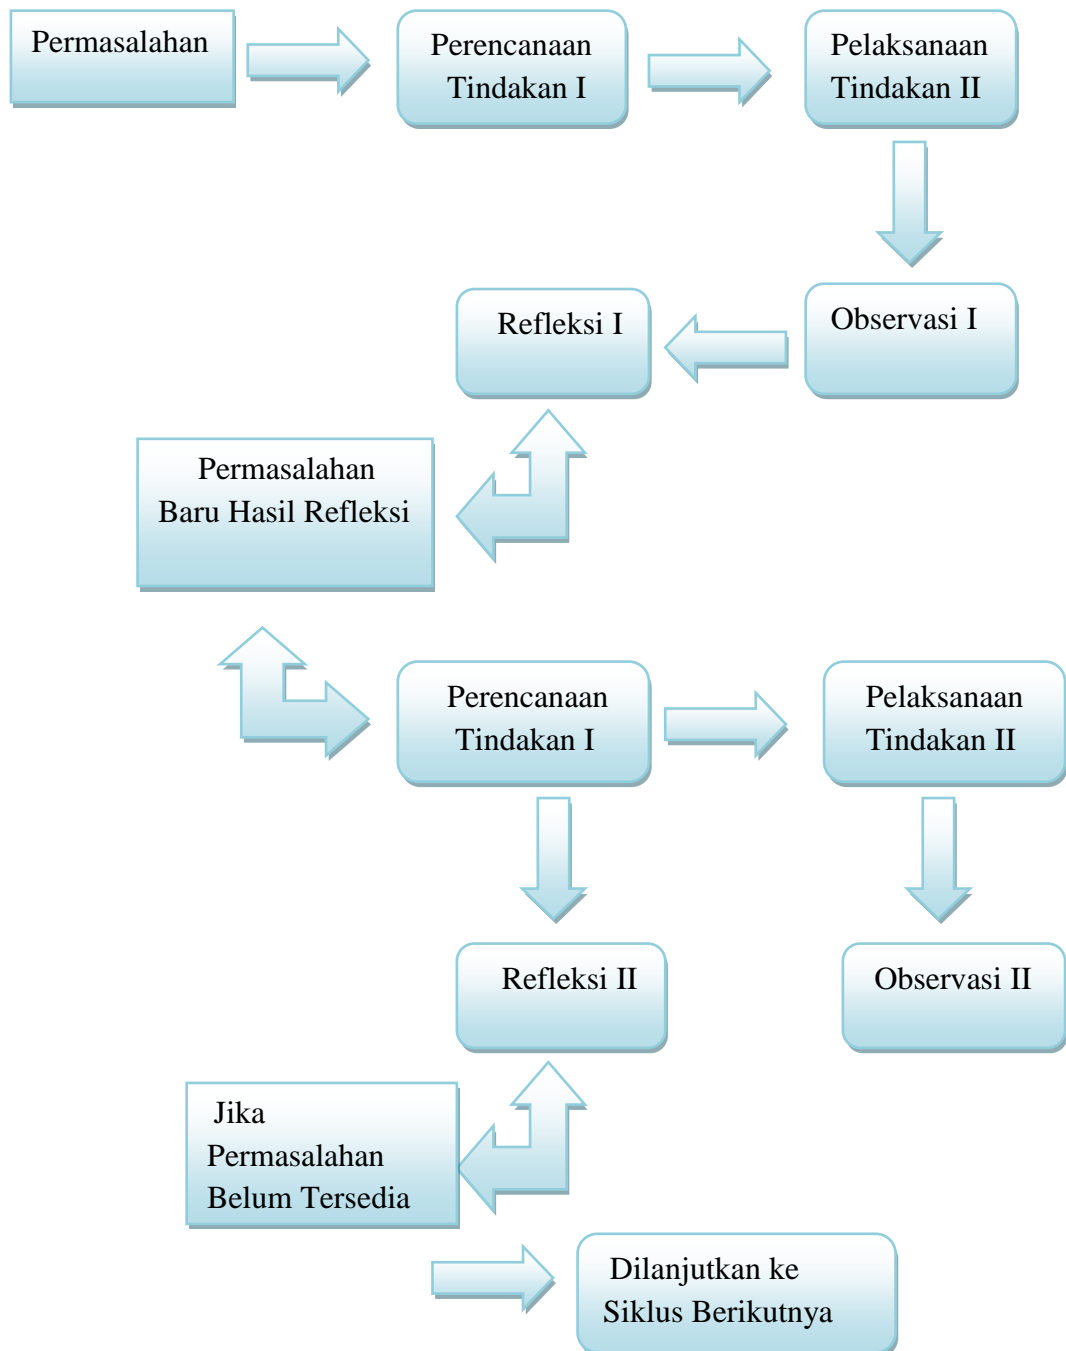 Permasalahan
Perencanaan
Tindakan I
Pelaksanaan
Tindakan II
Observasi I
Refleksi I
Permasalahan
Baru Hasil Refleksi
Perencanaan
Tindakan I
Pelaksanaan
Tindakan II
Refleksi II
Observasi II
Jika
Permasalahan
Belum Tersedia
Dilanjutkan ke
Siklus Berikutnya